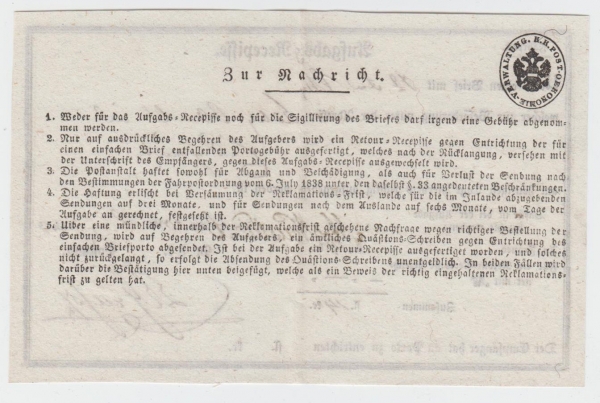 K.K. POST-OEKONOMIE-VERWALTUNG.
Zur Nachricht.
1. Weder für das Aufgabs-Recepisse noch für die Sigillirung des Briefes darf irgend eine Gebühr abgenom-
men werden.
2. Nur auf ausdrückliches Begehren des Aufgebers wird ein Retour-Recepisse gegen Entrichtung der für
einen einfachen Brief entfallenden Portogebühr ausgefertigt, welches nach der Rücklangung, versehen mit
der Unterschrift des Empfängers, gegen dieses Aufgabs-Recepisse ausgewechselt wird.
3. Die Postanstalt haftet sowohl für Abgang und Beschädigung, als auch für Verlust der Sendung nach
den Bestimmungen der Fahrpostordnung vom 6. July 1838 unter den daselbst §. 33 angedeuteten Beschränkungen.
4. Die Haftung erlischt bei Versäumung der Reklamations-Frist, welche für die im Inlande abzugebenden
Sendungen auf drei Monate, und für Sendungen nach dem Auslande auf sechs Monate, vom Tage der
Aufgabe an gerechnet, festgesetzt ist.
5. Uiber eine mündliche, innerhalb der Reklamationsfrist geschehene Nachfrage wegen richtiger Bestellung der
Sendung, wird auf Begehren des Aufgebers, ein ämtliches Quästions-Schreiben gegen Entrichtung des
einfachen Briefporto abgesendet. Ist bei der Aufgabe ein Retour-Recepisse ausgefertiget worden, und solches
nicht zurückgelangt, so erfolgt die Absendung des Quästions-Schreibens unentgeldlich. In beiden Fällen wird
darüber die Bestätigung hier unten beigefügt, welche als ein Beweis der richtig eingehaltenen Reklamations-
frist zu gelten hat.